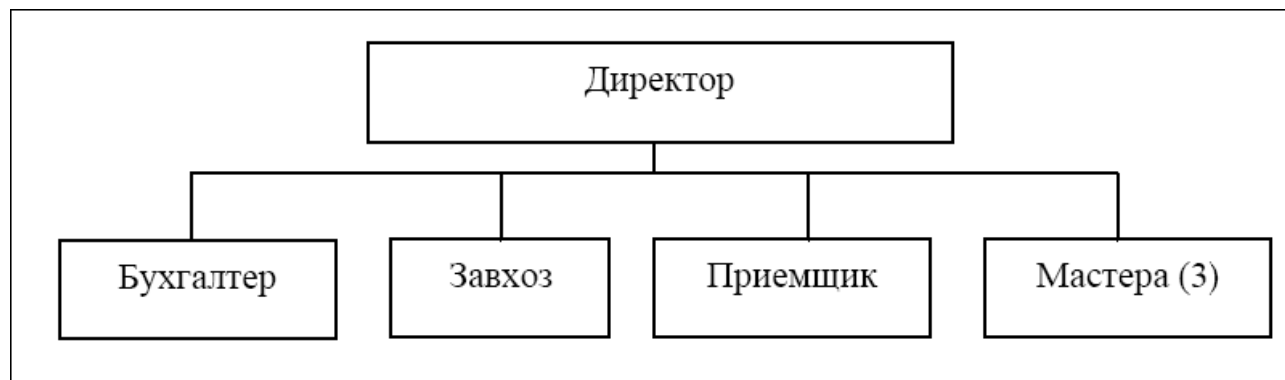 Директор
Бухгалтер
Завхоз
Приемщик
Мастера (3)